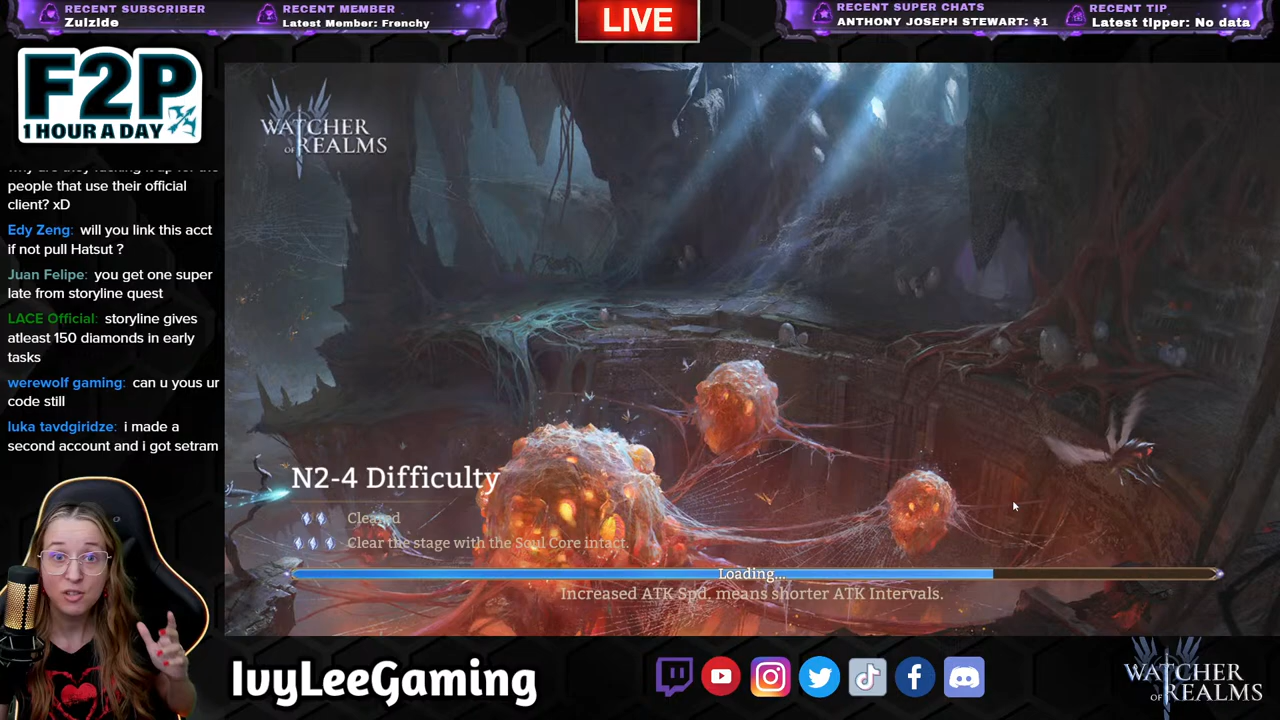 RECENT SUBSCRIBER
Zulzide
RECENT MEMBER
Latest Member: Frenchy
LIVE
RECENT SUPER CHATS
ANTHONY JOSEPH STEWART: $1
RECENT TIP
Latest tipper: No data
F2P
1 HOUR A DAY
people that use their official
client? xD
Edy Zeng: will you link this acct
if not pull Hatsut ?
Juan Felipe: you get one super
late from storyline quest
LACE Official: storyline gives
atleast 150 diamonds in early
tasks
werewolf gaming: can u yous ur
code still
luka tavdgiridze: i made a
second account and i got setram
WATCHER
OF REALMS
N2-4 Difficulty
Cleared
Clear the stage with the Soul Core intact.
Loading...
Increased ATK Spd. means shorter ATK Intervals.
IvyLeeGaming
WATCHER
OF REALMS